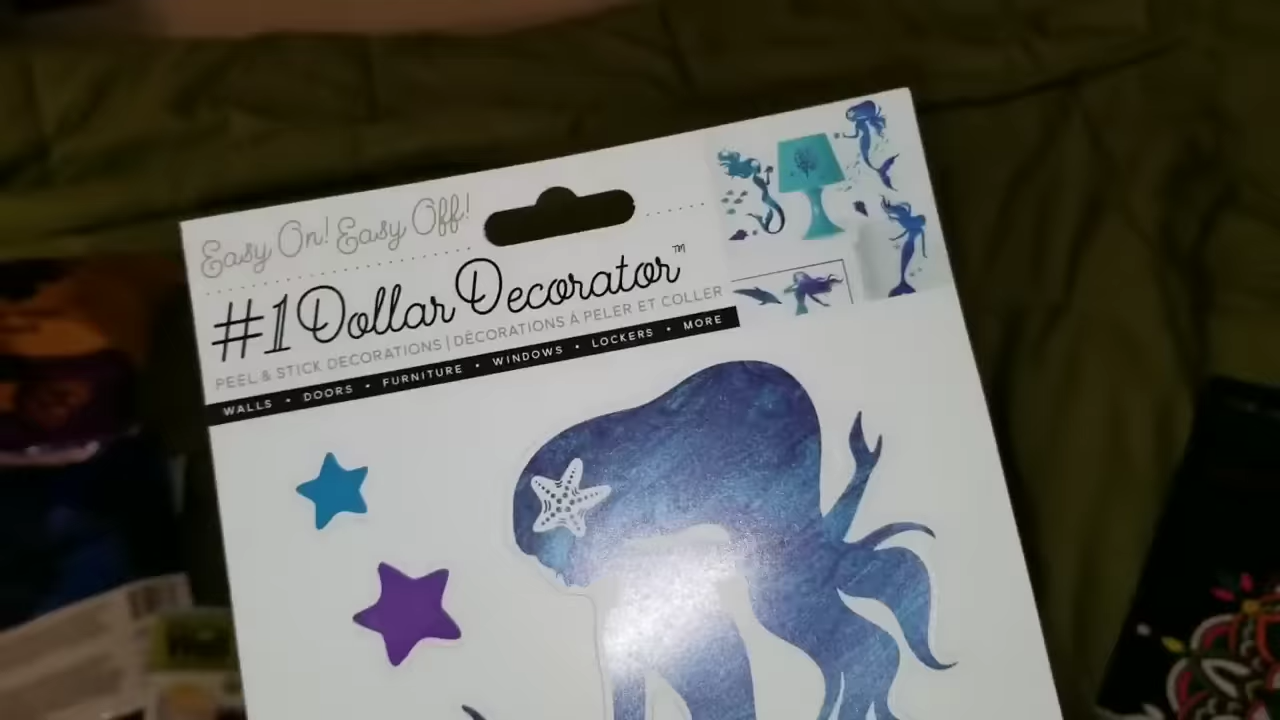 Easy On! Easy Off!
#1 Dollar Decorator™
PEEL & STICK DECORATIONS | DÉCORATIONS À PELER ET COLLER
WALLS • DOORS • FURNITURE • WINDOWS • LOCKERS • MORE